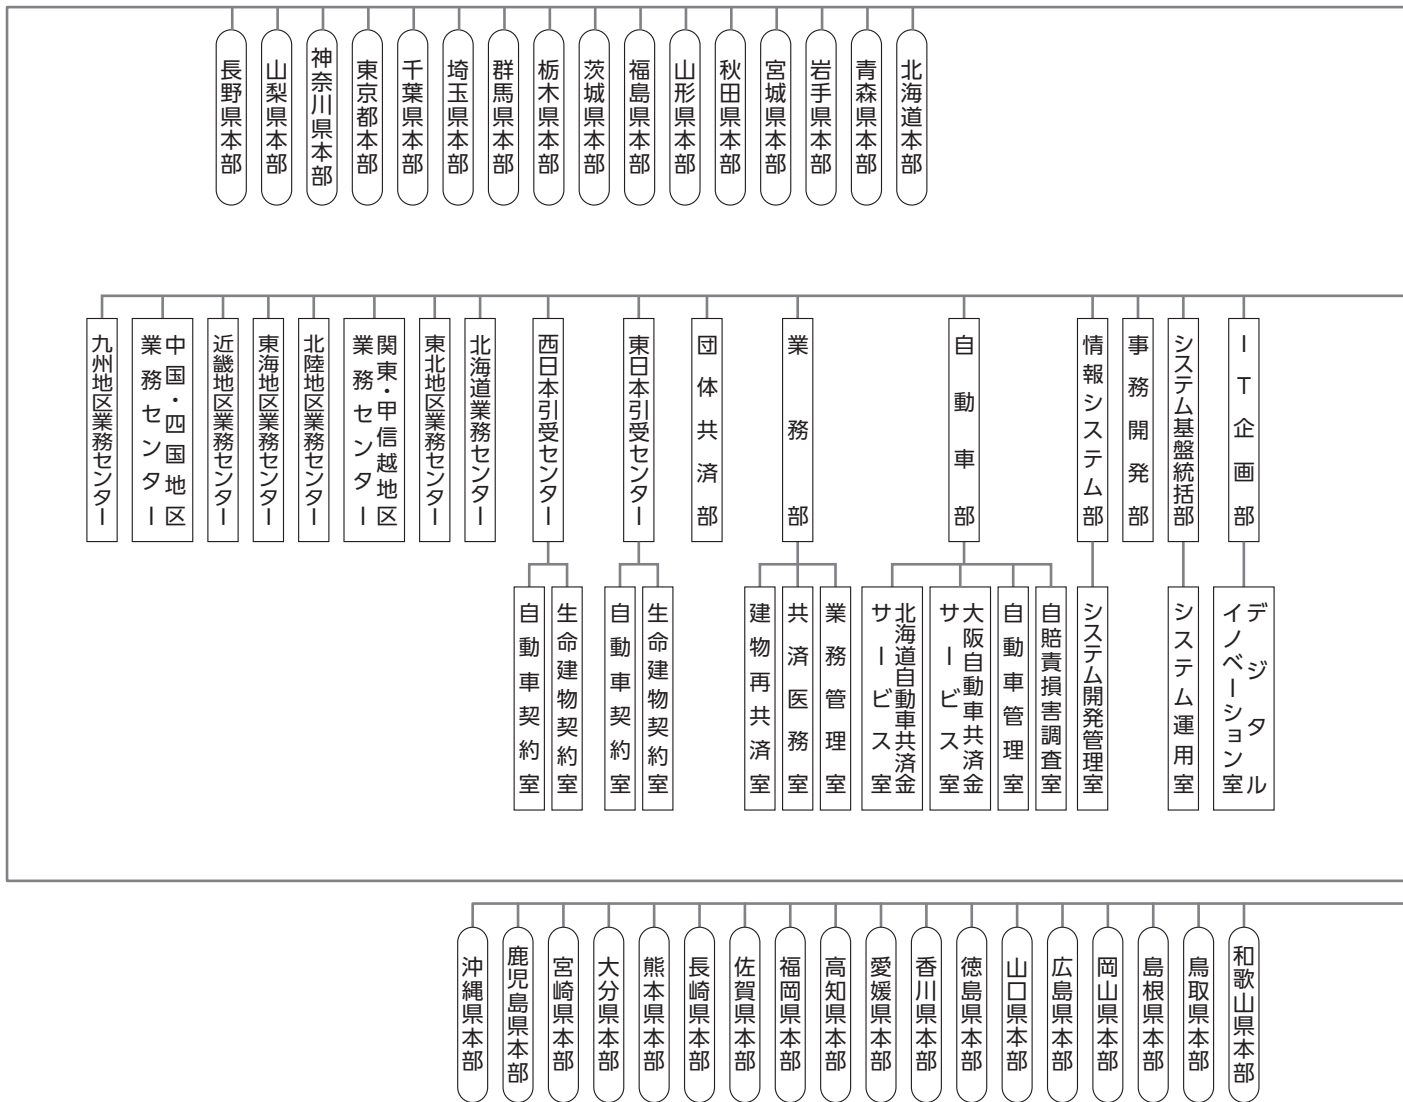 北海道本部
青森県本部
岩手県本部
宮城県本部
秋田県本部
山形県本部
福島県本部
茨城県本部
栃木県本部
群馬県本部
埼玉県本部
千葉県本部
東京都本部
神奈川県本部
山梨県本部
長野県本部
IT企画部
システム基盤統括部
事務開発部
情報システム部
自動車部
業務部
団体共済部
東日本引受センター
西日本引受センター
北海道業務センター
東北地区業務センター
関東・甲信越地区
業務センター
北陸地区業務センター
東海地区業務センター
近畿地区業務センター
中国・四国地区
業務センター
九州地区業務センター
デジタル
イノベーション室
システム運用室
システム開発管理室
自賠責損害調査室
自動車管理室
大阪自動車共済金
サービス室
北海道自動車共済金
サービス室
業務管理室
共済医務室
建物再共済室
生命建物契約室
自動車契約室
生命建物契約室
自動車契約室
和歌山県本部
鳥取県本部
島根県本部
岡山県本部
広島県本部
山口県本部
徳島県本部
香川県本部
愛媛県本部
高知県本部
福岡県本部
佐賀県本部
長崎県本部
熊本県本部
大分県本部
宮崎県本部
鹿児島県本部
沖縄県本部